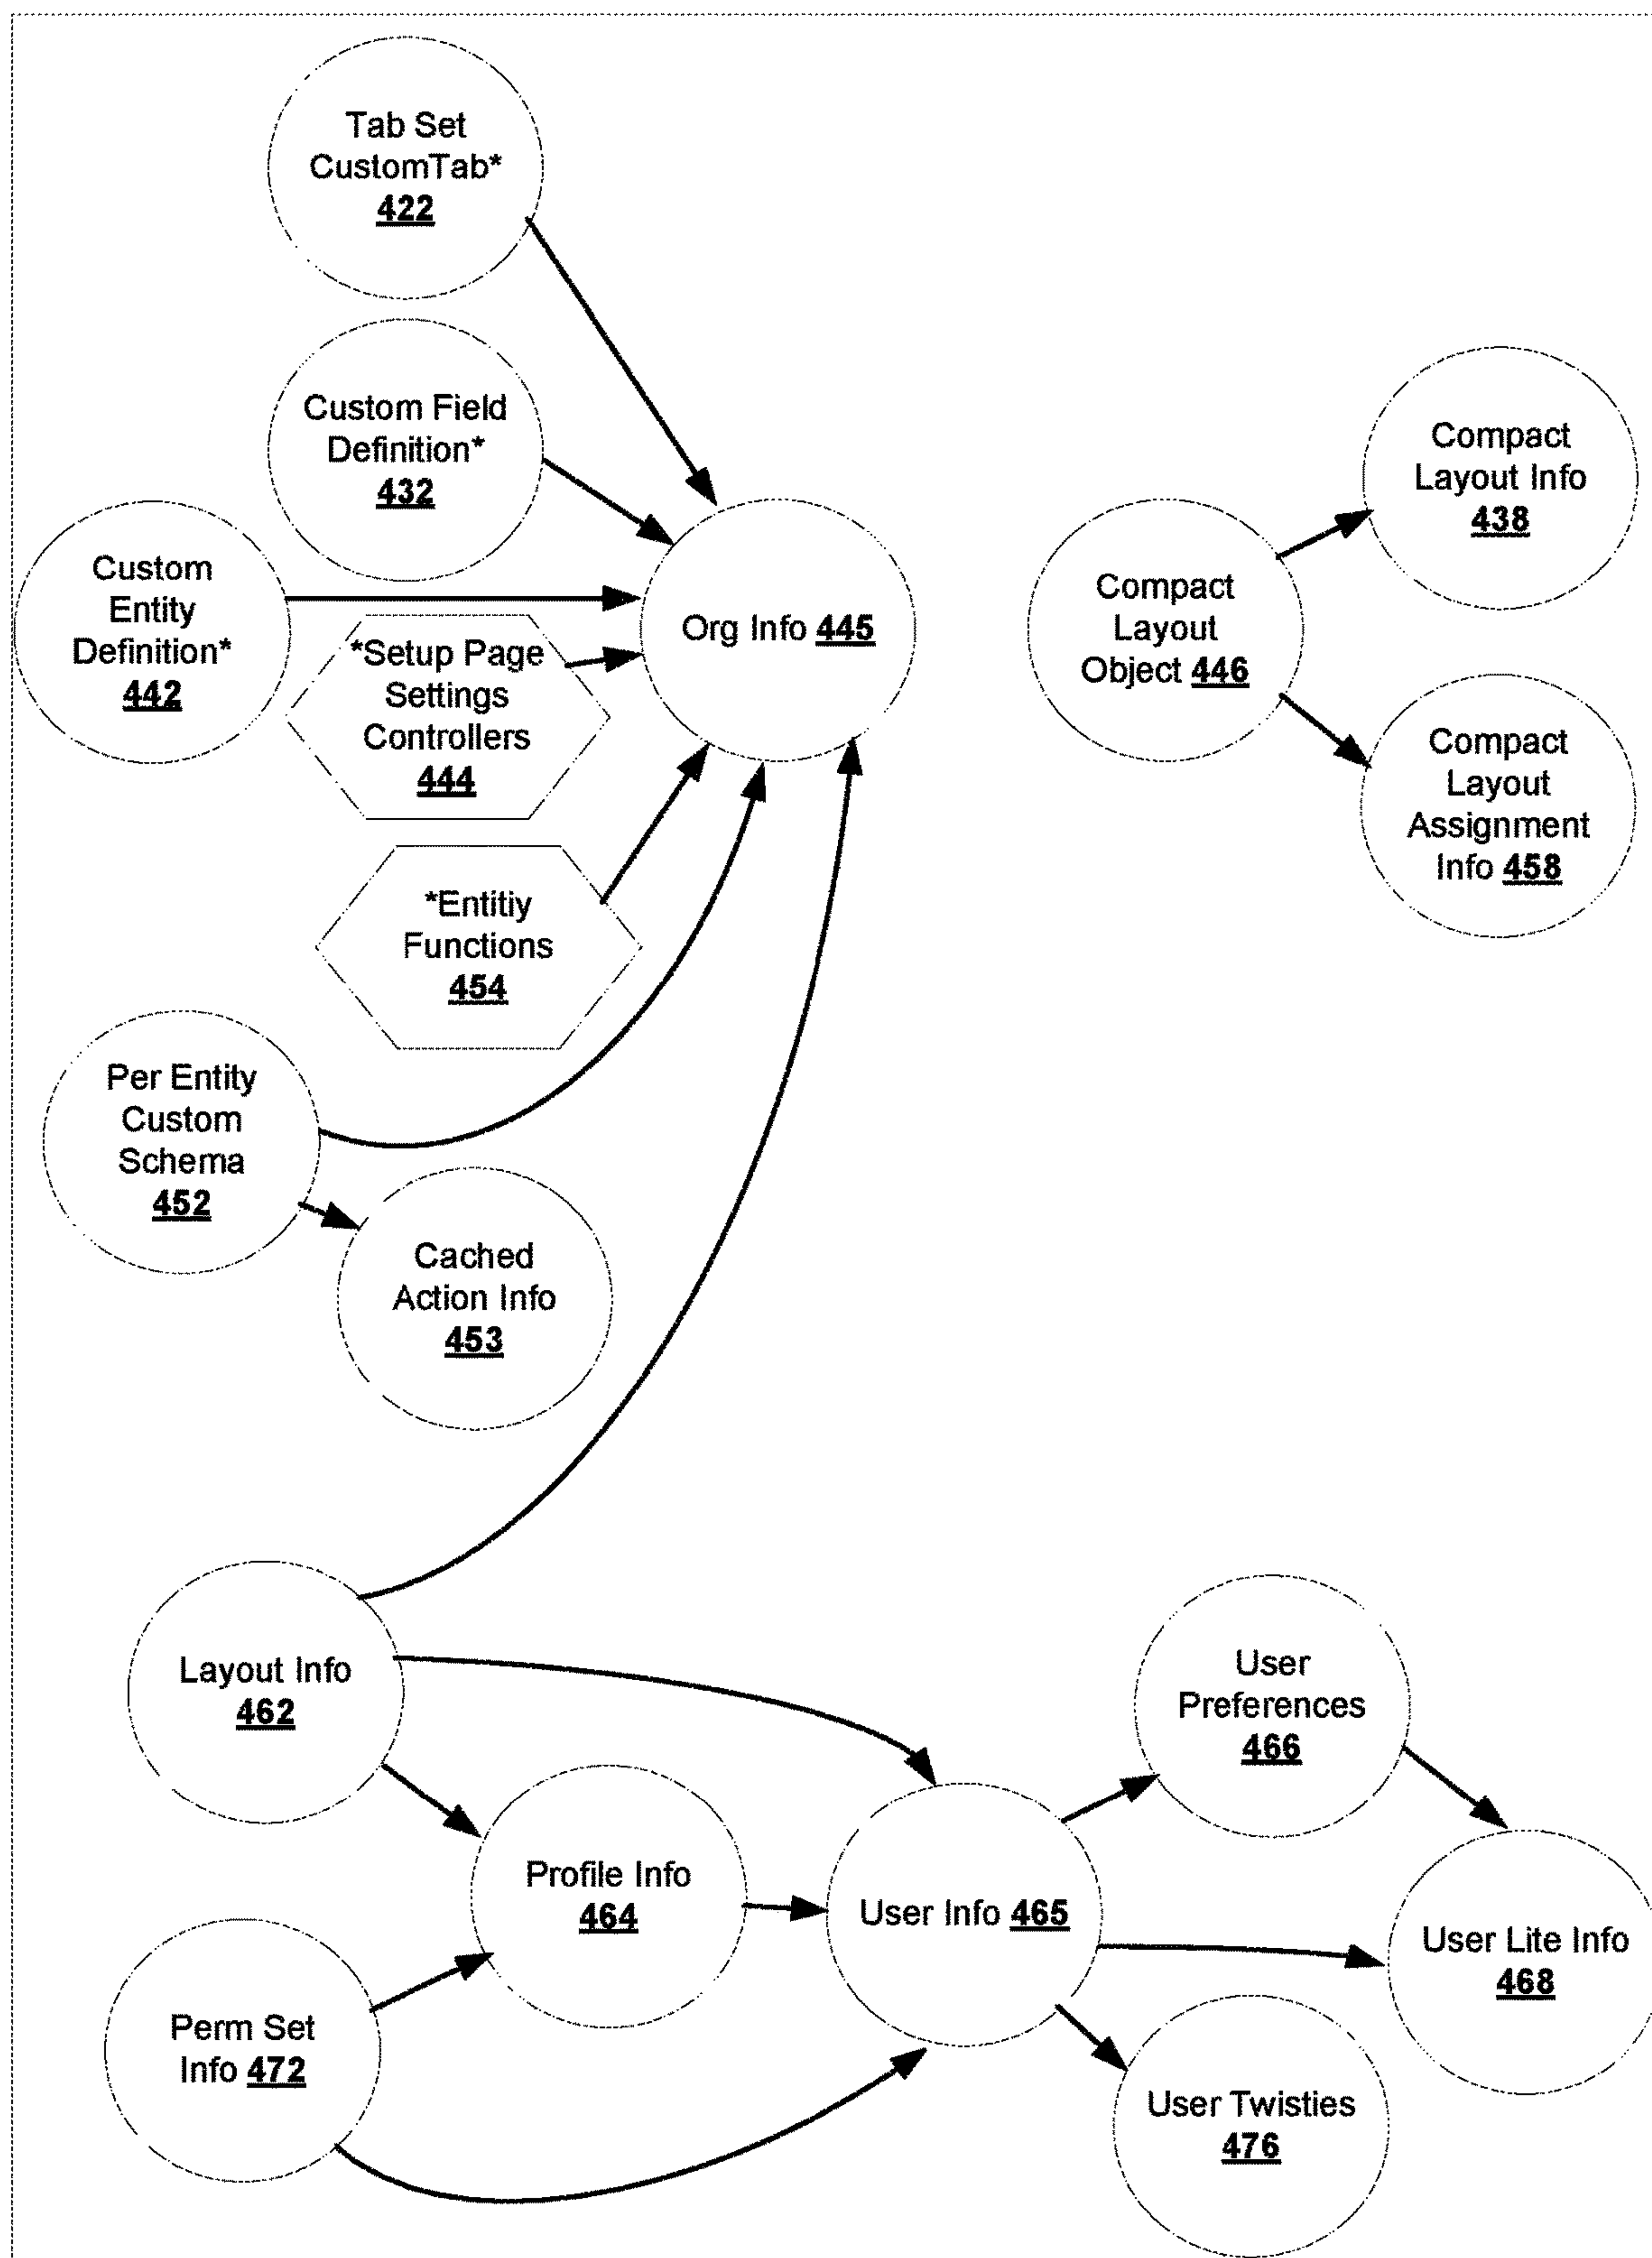 Tab Set
CustomTab*
422
Custom Field
Definition*
432
Custom
Entity
Definition*
442
*Setup Page
Settings
Controllers
444
Org Info 445
*Entitiy
Functions
454
Compact
Layout
Object 446
Compact
Layout Info
438
Compact
Layout
Assignment
Info 458
Per Entity
Custom
Schema
452
Cached
Action Info
453
Layout Info
462
Profile Info
464
Perm Set
Info 472
User Info 465
User
Preferences
466
User Lite Info
468
User Twisties
476